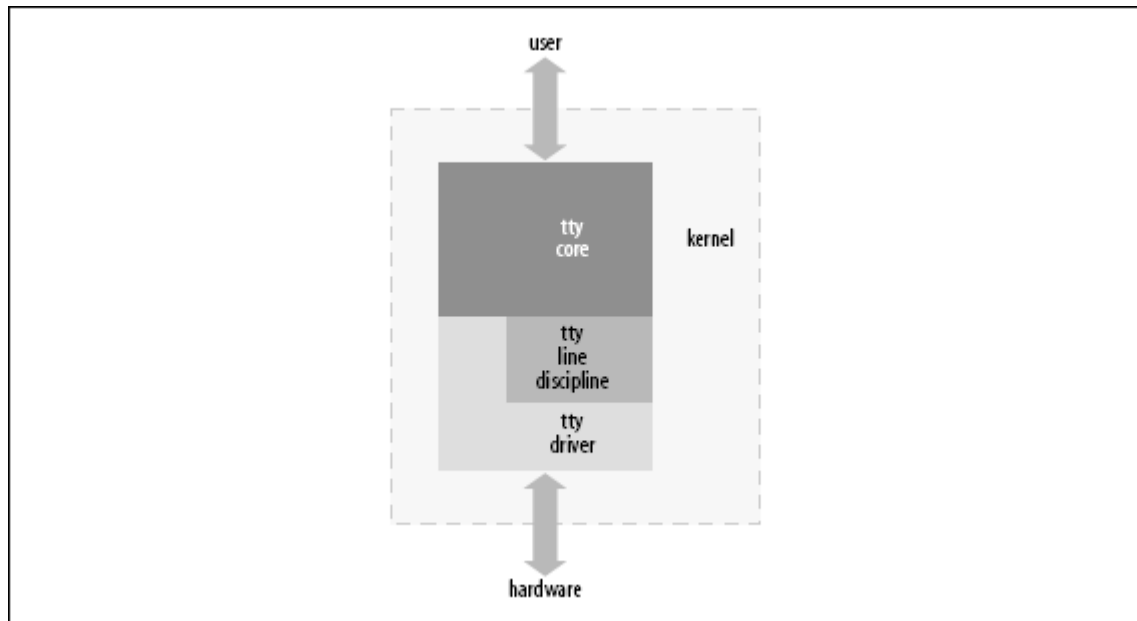 user
tty
core
kernel
tty
line
discipline
tty
driver
hardware